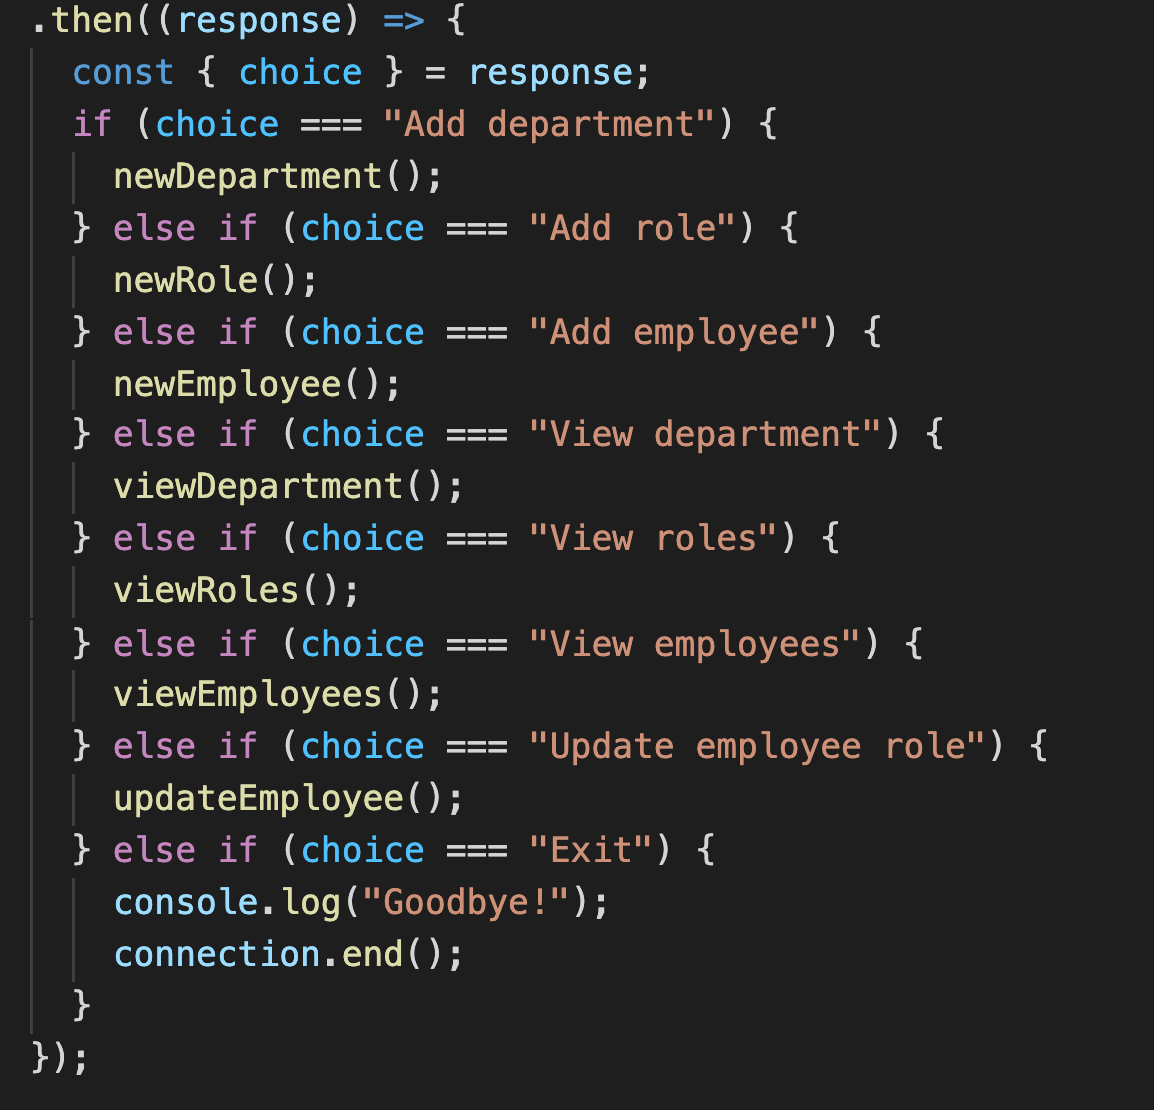 .then((response) => {
  const { choice } = response;
  if (choice === "Add department") {
    newDepartment();
  } else if (choice === "Add role") {
    newRole();
  } else if (choice === "Add employee") {
    newEmployee();
  } else if (choice === "View department") {
    viewDepartment();
  } else if (choice === "View roles") {
    viewRoles();
  } else if (choice === "View employees") {
    viewEmployees();
  } else if (choice === "Update employee role") {
    updateEmployee();
  } else if (choice === "Exit") {
    console.log("Goodbye!");
    connection.end();
  }
});